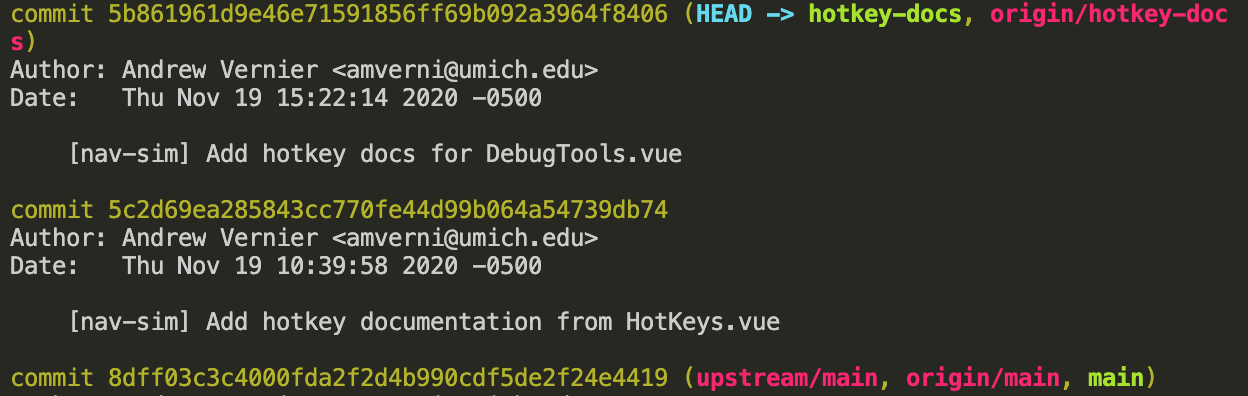 commit 5b861961d9e46e71591856ff69b092a3964f8406 (HEAD -> hotkey-docs, origin/hotkey-doc
s)
Author: Andrew Vernier <amverni@umich.edu>
Date:   Thu Nov 19 15:22:14 2020 -0500
[nav-sim] Add hotkey docs for DebugTools.vue
commit 5c2d69ea285843cc770fe44d99b064a54739db74
Author: Andrew Vernier <amverni@umich.edu>
Date:   Thu Nov 19 10:39:58 2020 -0500
[nav-sim] Add hotkey documentation from HotKeys.vue
commit 8dff03c3c4000fda2f2d4b990cdf5de2f24e4419 (upstream/main, origin/main, main)